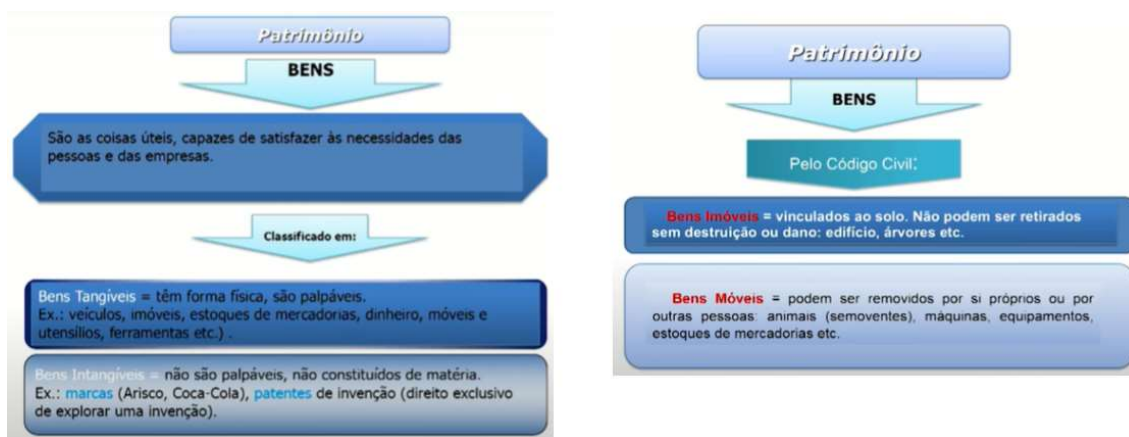 Patrimônio
BENS
São as coisas úteis, capazes de satisfazer às necessidades das
pessoas e das empresas.
Classificado em:
Bens Tangíveis = têm forma física, são palpáveis.
Ex.: veículos, imóveis, estoques de mercadorias, dinheiro, móveis e
utensílios, ferramentas etc.) .
Bens Intangíveis = não são palpáveis, não constituídos de matéria.
Ex.: marcas (Arisco, Coca-Cola), patentes de invenção (direito exclusivo
de explorar uma invenção).
Patrimônio
BENS
Pelo Código Civil:
Bens Imóveis = vinculados ao solo. Não podem ser retirados
sem destruição ou dano: edifício, árvores etc.
Bens Móveis = podem ser removidos por si próprios ou por
outras pessoas: animais (semoventes), máquinas, equipamentos,
estoques de mercadorias etc.